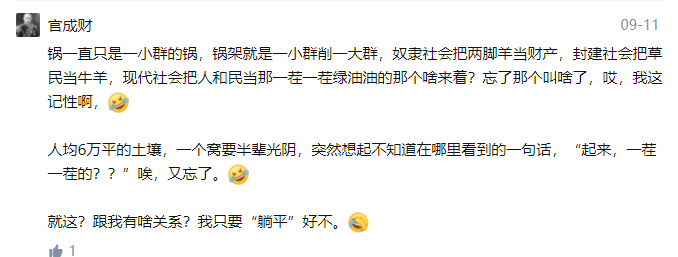 官成财
09-11
锅一直只是一小群的锅，锅架就是一小群削一大群，奴隶社会把两脚羊当财产，封建社会把草
民当牛羊，现代社会把人和民当那一茬一茬绿油油的那个啥来着？忘了那个叫啥了，哎，我这
记性啊，🤣
人均6万平的土壤，一个窝要半辈光阴，突然想起不知道在哪里看到的一句话，“起来，一茬
一茬的？？”唉，又忘了。🤣
就这？跟我有啥关系？我只要“躺平”好不。🤣
1